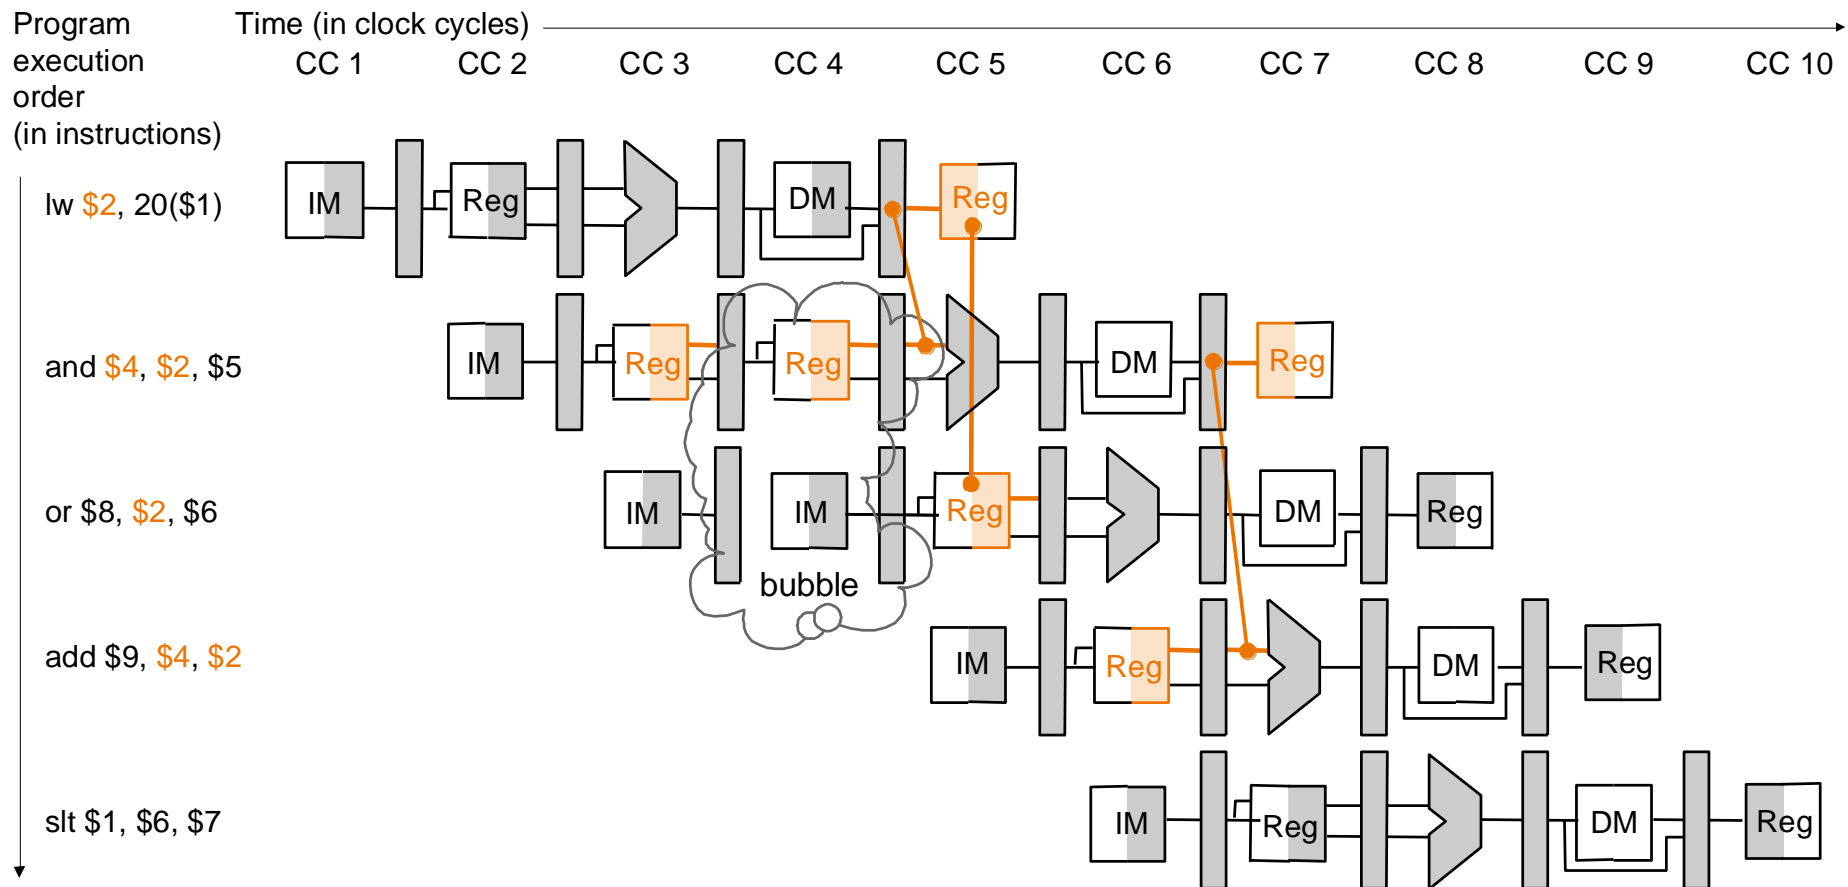 Program
execution
order
(in instructions)
Time (in clock cycles)
CC 1 CC 2 CC 3 CC 4 CC 5 CC 6 CC 7 CC 8 CC 9 CC 10
lw $2, 20($1)
IM Reg DM Reg
and $4, $2, $5
IM Reg Reg DM Reg
or $8, $2, $6
IM IM Reg DM Reg
bubble
add $9, $4, $2
IM Reg DM Reg
slt $1, $6, $7
IM Reg DM Reg